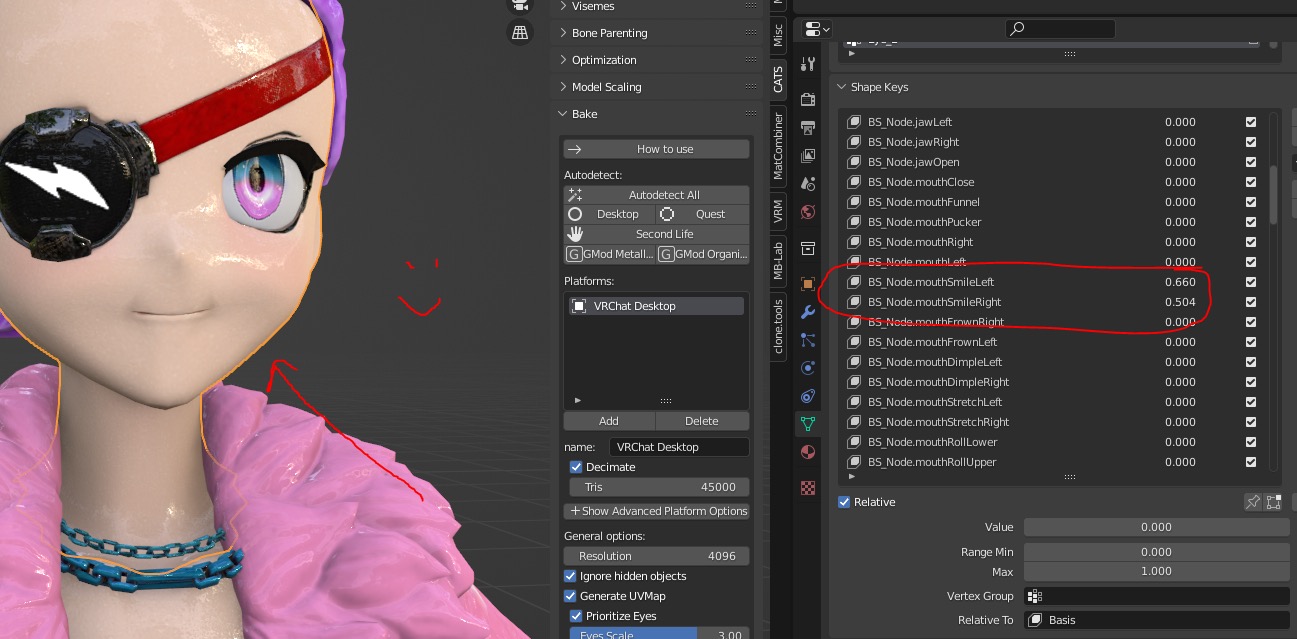 Visemes
Bone Parenting
Optimization
Model Scaling
Bake
How to use
Autodetect:
Autodetect All
Desktop
Quest
Second Life
GMod Metall...
GMod Organi...
Platforms:
VRChat Desktop
Add
Delete
name:
VRChat Desktop
Decimate
Tris
45000
Show Advanced Platform Options
General options:
Resolution
4096
Ignore hidden objects
Generate UVMap
Prioritize Eyes
Eyes Scale
3.00
Misc
CATS
MatCombiner
VRM
MB-Lab
clone.tools
Shape Keys
BS_Node.jawLeft 0.000
BS_Node.jawRight 0.000
BS_Node.jawOpen 0.000
BS_Node.mouthClose 0.000
BS_Node.mouthFunnel 0.000
BS_Node.mouthPucker 0.000
BS_Node.mouthRight 0.000
BS_Node.mouthLeft 0.000
BS_Node.mouthSmileLeft 0.660
BS_Node.mouthSmileRight 0.504
BS_Node.mouthFrownRight 0.000
BS_Node.mouthFrownLeft 0.000
BS_Node.mouthDimpleLeft 0.000
BS_Node.mouthDimpleRight 0.000
BS_Node.mouthStretchLeft 0.000
BS_Node.mouthStretchRight 0.000
BS_Node.mouthRollLower 0.000
BS_Node.mouthRollUpper 0.000
Relative
Value 0.000
Range Min 0.000
Max 1.000
Vertex Group
Relative To Basis